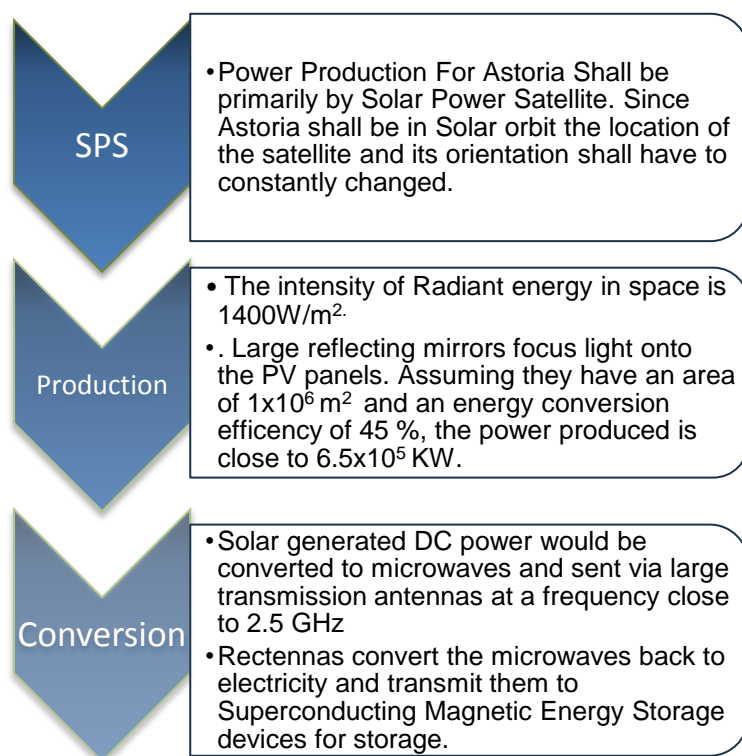 SPS
•Power Production For Astoria Shall be
primarily by Solar Power Satellite. Since
Astoria shall be in Solar orbit the location of
the satellite and its orientation shall have to
constantly changed.
Production
• The intensity of Radiant energy in space is
1400W/m².
•. Large reflecting mirrors focus light onto
the PV panels. Assuming they have an area
of 1x10⁶ m² and an energy conversion
efficency of 45 %, the power produced is
close to 6.5x10⁵ KW.
Conversion
•Solar generated DC power would be
converted to microwaves and sent via large
transmission antennas at a frequency close
to 2.5 GHz
•Rectennas convert the microwaves back to
electricity and transmit them to
Superconducting Magnetic Energy Storage
devices for storage.